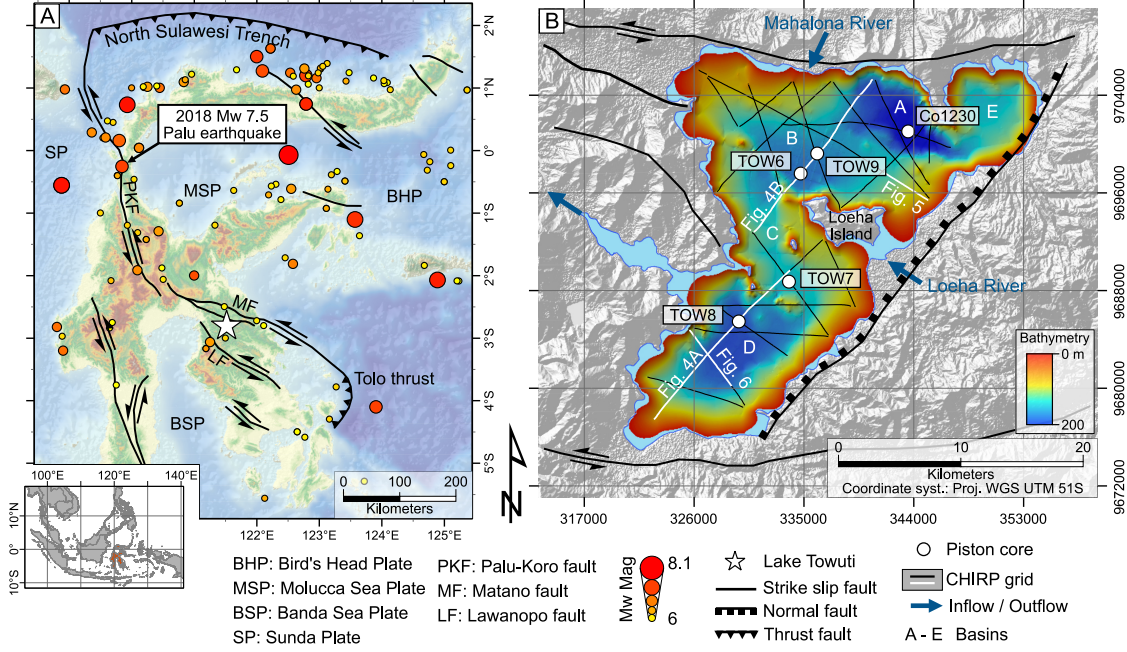 A
North Sulawesi Trench
2018 Mw 7.5
Palu earthquake
SP
PKF
MSP
BHP
MF
LF
Tolo thrust
BSP
2°N
1°N
0°
1°S
2°S
3°S
4°S
5°S
0 100 200
Kilometers
122°E 123°E 124°E 125°E
100°E 120°E 140°E
10°N
0°
10°S
B
Mahalona River
A
E
Co1230
B
TOW6
TOW9
Fig. 4B
Fig. 5
C
Loeha
Island
Loeha River
TOW7
TOW8
D
Fig. 4A
Fig. 6
Bathymetry
0 m
200
0 10 20
Kilometers
Coordinate syst.: Proj. WGS UTM 51S
9704000
9696000
9688000
9680000
9672000
317000 326000 335000 344000 353000
N
BHP: Bird's Head Plate
MSP: Molucca Sea Plate
BSP: Banda Sea Plate
SP: Sunda Plate
PKF: Palu-Koro fault
MF: Matano fault
LF: Lawanopo fault
Mw Mag
8.1
6
Lake Towuti
Strike slip fault
Normal fault
Thrust fault
Piston core
CHIRP grid
Inflow / Outflow
A - E Basins